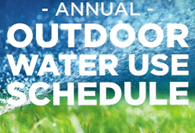 - ANNUAL -
OUTDOOR
WATER USE
SCHEDULE